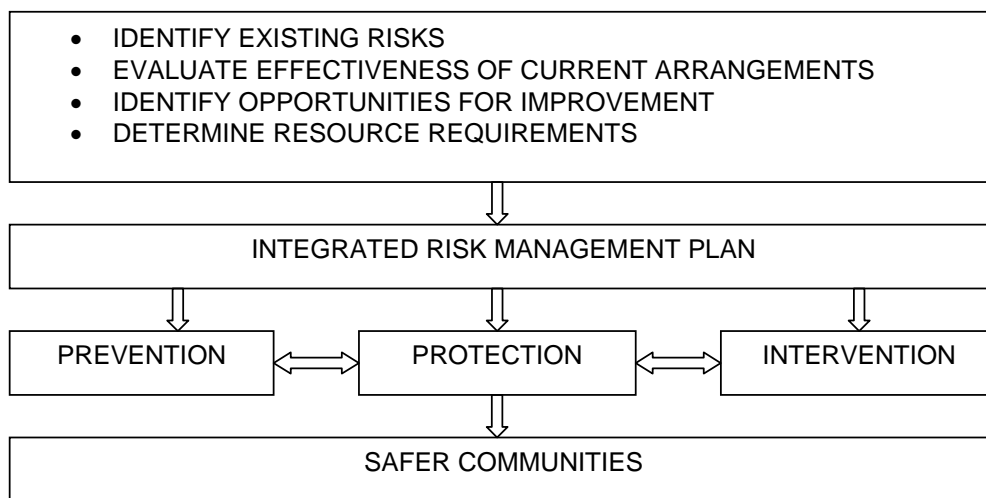 • IDENTIFY EXISTING RISKS
• EVALUATE EFFECTIVENESS OF CURRENT ARRANGEMENTS
• IDENTIFY OPPORTUNITIES FOR IMPROVEMENT
• DETERMINE RESOURCE REQUIREMENTS
INTEGRATED RISK MANAGEMENT PLAN
PREVENTION
PROTECTION
INTERVENTION
SAFER COMMUNITIES